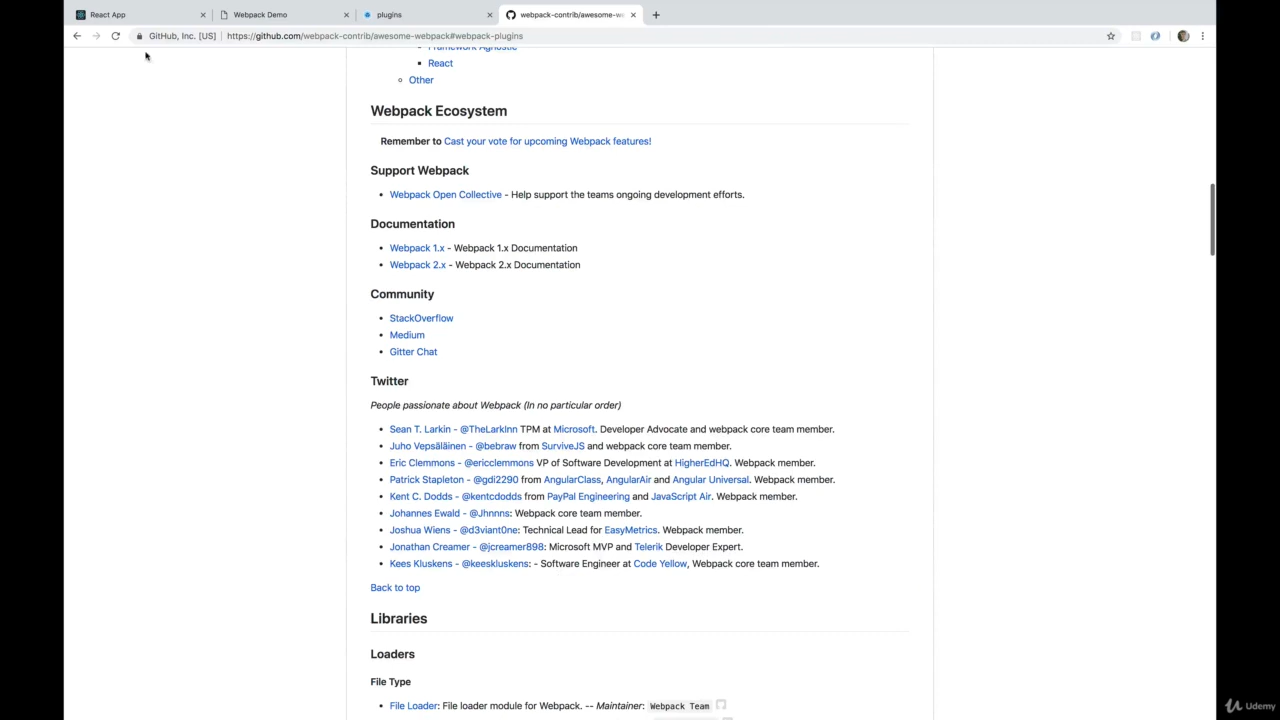 React App
Webpack Demo
plugins
webpack-contrib/awesome-we
GitHub, Inc. [US] https://github.com/webpack-contrib/awesome-webpack#webpack-plugins
Framework Agnostic
React
Other
Webpack Ecosystem
Remember to Cast your vote for upcoming Webpack features!
Support Webpack
Webpack Open Collective - Help support the teams ongoing development efforts.
Documentation
Webpack 1.x - Webpack 1.x Documentation
Webpack 2.x - Webpack 2.x Documentation
Community
StackOverflow
Medium
Gitter Chat
Twitter
People passionate about Webpack (In no particular order)
Sean T. Larkin - @TheLarkInn TPM at Microsoft. Developer Advocate and webpack core team member.
Juho Vepsäläinen - @bebraw from SurviveJS and webpack core team member.
Eric Clemmons - @ericclemmons VP of Software Development at HigherEdHQ. Webpack member.
Patrick Stapleton - @gdi2290 from AngularClass, AngularAir and Angular Universal. Webpack member.
Kent C. Dodds - @kentcdodds from PayPal Engineering and JavaScript Air. Webpack member.
Johannes Ewald - @Jhnnns: Webpack core team member.
Joshua Wiens - @d3viant0ne: Technical Lead for EasyMetrics. Webpack member.
Jonathan Creamer - @jcreamer898: Microsoft MVP and Telerik Developer Expert.
Kees Kluskens - @keeskluskens: - Software Engineer at Code Yellow, Webpack core team member.
Back to top
Libraries
Loaders
File Type
File Loader: File loader module for Webpack. -- Maintainer: Webpack Team
Udemy